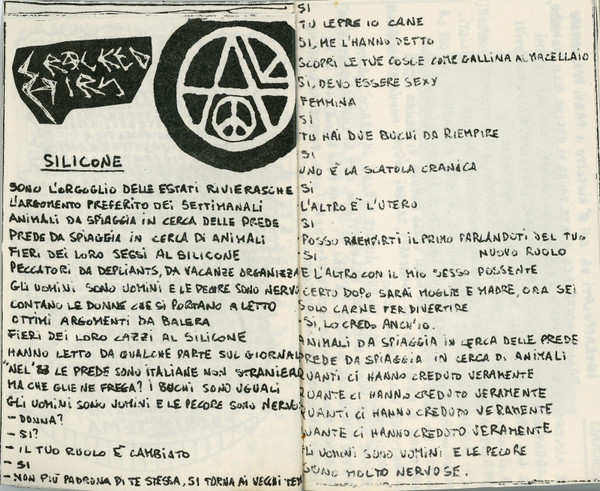 CRACKED
HIRS
SILICONE
SONO L'ORGOGLIO DELLE ESTATI RIVIERASCHE
L'ARGOMENTO PREFERITO DEI SETTIMANALI
ANIMALI DA SPIAGGIA IN CERCA DELLE PREDE
PREDE DA SPIAGGIA IN CERCA DI ANIMALI
FIERI DEI LORO SESSI AL SILICONE
PECCATORI DA DEPLIANTS, DA VACANZE ORGANIZZA
GLI UOMINI SONO UOMINI E LE PECORE SONO NERVO
CONTANO LE DONNE CHE SI PORTANO A LETTO
OTTIMI ARGOMENTI DA BALERA
FIERI DEI LORO CAZZI AL SILICONE
HANNO LETTO DA QUALCHE PARTE SUL GIORNAL
"NEL' LE PREDE SONO ITALIANE NON STRANIER
MA CHE GLIENE FREGA? I BUCHI SONO UGUALI
GLI UOMINI SONO UOMINI E LE PECORE SONO NERVO
- DONNA?
- SI?
- IL TUO RUOLO È CAMBIATO
- SI
- NON PIÙ PADRONA DI TE STESSA, SI TORNA AI VECHI TEM
SI
TU LEPRE IO CANE
SI, ME L'HANNO DETTO
SCOPRI LE TUE COSCE COME GALLINA AL MACELLAIO
SI, DEVO ESSERE SEXY
FEMMINA
SI
TU HAI DUE BUCHI DA RIEMPIRE
SI
UNO È LA SCATOLA CRANICA
SI
L'ALTRO È L'UTERO
SI
POSSO RIEMPIRTI IL PRIMO PARLANDOTI DEL TUO
NUOVO RUOLO
SI
E L'ALTRO CON IL MIO SESSO POSSENTE
CERTO DOPO SARAI MOGLIE E MADRE, ORA SEI
SOLO CARNE PER DIVERTIRE
SI, LO CREDO ANCH'IO.
ANIMALI DA SPIAGGIA IN CERCA DELLE PREDE
PREDE DA SPIAGGIA IN CERCA DI ANIMALI
QUANTI CI HANNO CREDUTO VERAMENTE
QUANTE CI HANNO CREDUTO VERAMENTE
QUANTI CI HANNO CREDUTO VERAMENTE
QUANTE CI HANNO CREDUTO VERAMENTE
GLI UOMINI SONO UOMINI E LE PECORE
SONO MOLTO NERVOSE.